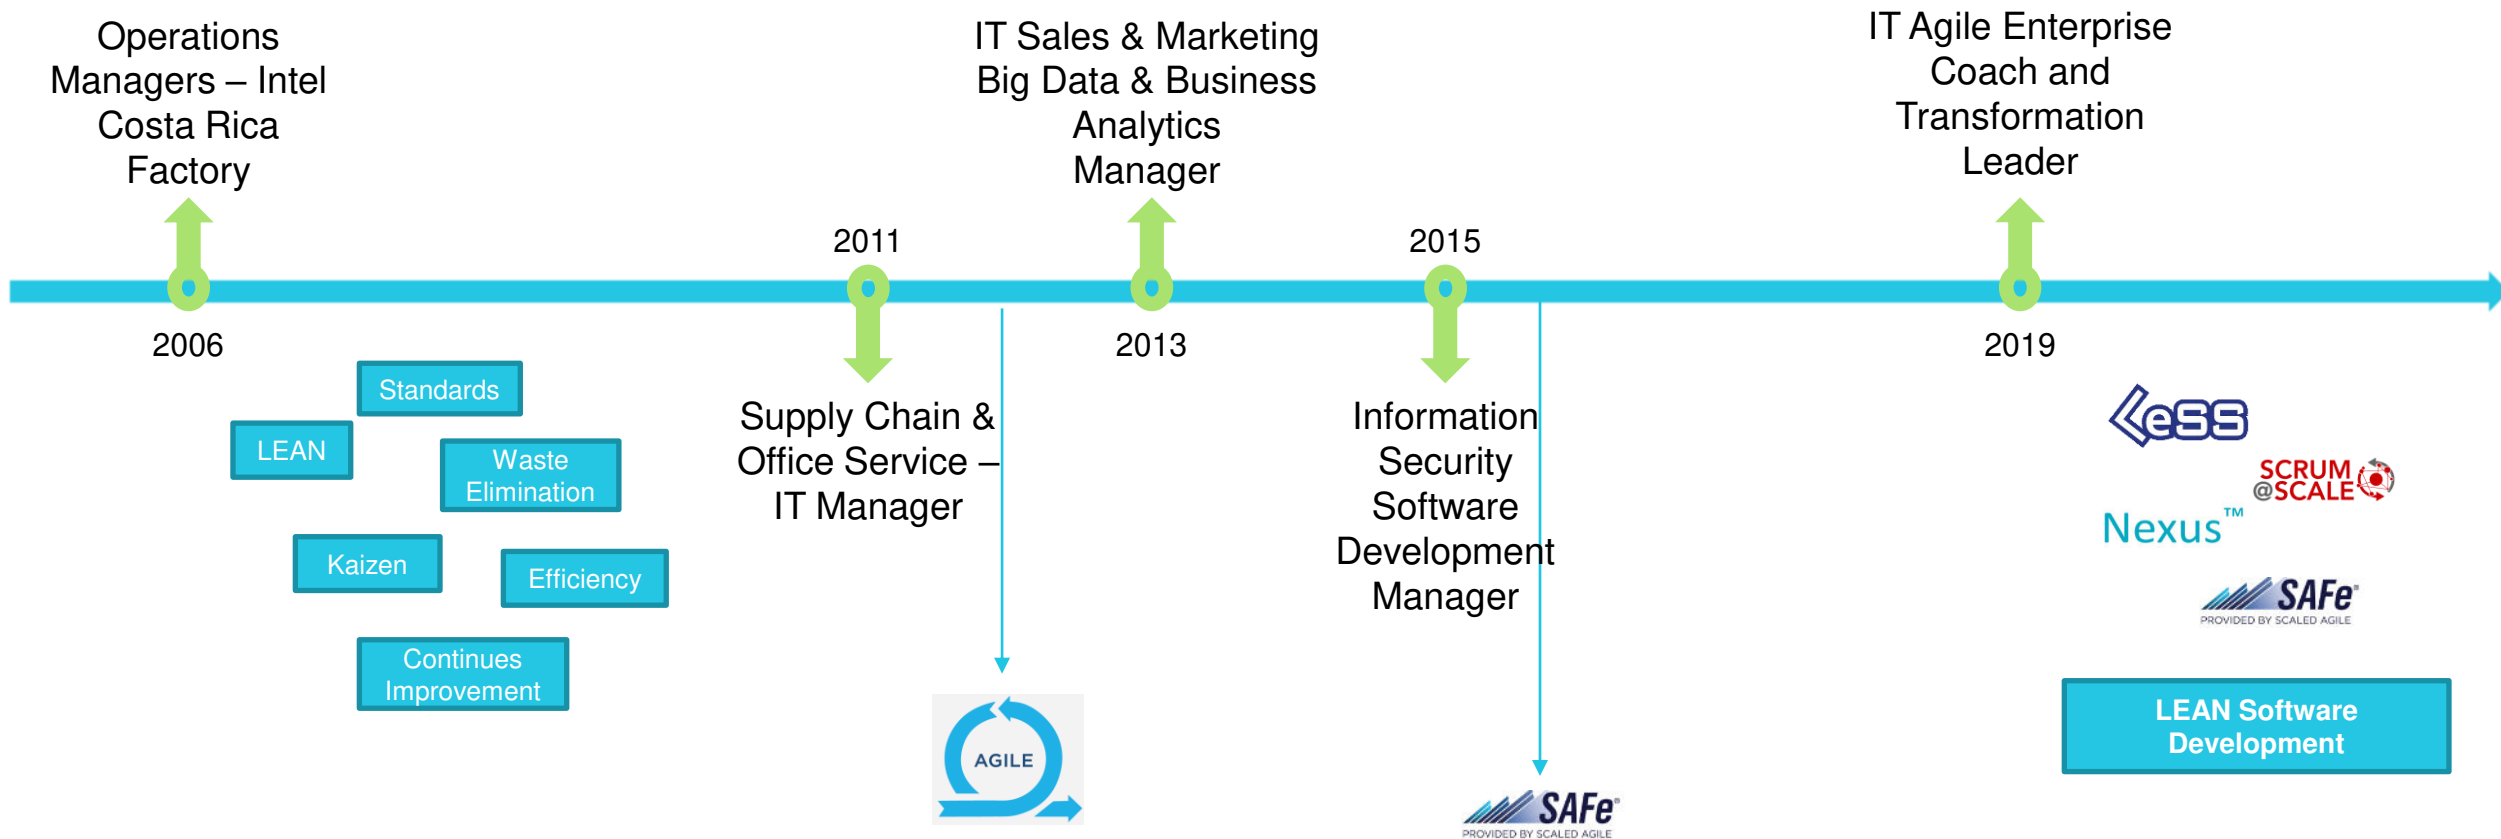 Operations
Managers – Intel
Costa Rica
Factory
IT Sales & Marketing
Big Data & Business
Analytics
Manager
IT Agile Enterprise
Coach and
Transformation
Leader
2011
2015
2006
2013
2019
Standards
LEAN
Waste
Elimination
Kaizen
Efficiency
Continues
Improvement
Supply Chain &
Office Service –
IT Manager
Information
Security
Software
Development
Manager
AGILE
SAFe®
PROVIDED BY SCALED AGILE
LeSS
SCRUM
@SCALE
Nexus™
SAFe®
PROVIDED BY SCALED AGILE
LEAN Software
Development